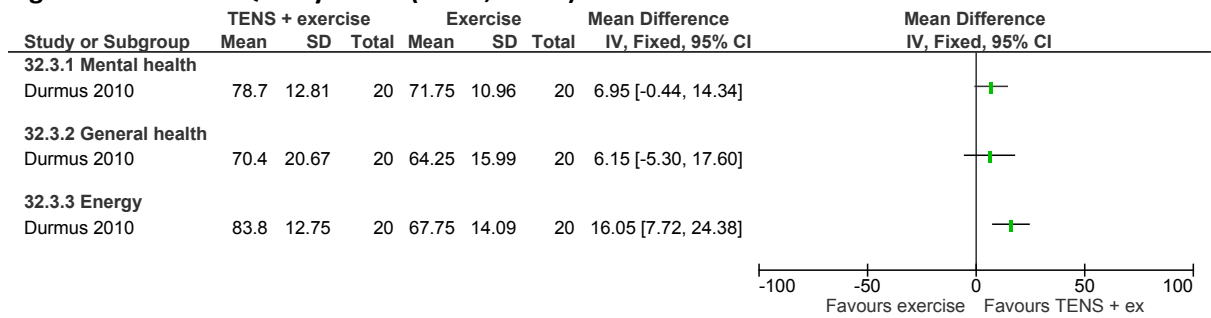 TENS + exercise Exercise Mean Difference Mean Difference
Study or Subgroup Mean SD Total Mean SD Total IV, Fixed, 95% CI IV, Fixed, 95% CI
32.3.1 Mental health
Durmus 2010 78.7 12.81 20 71.75 10.96 20 6.95 [-0.44, 14.34]
32.3.2 General health
Durmus 2010 70.4 20.67 20 64.25 15.99 20 6.15 [-5.30, 17.60]
32.3.3 Energy
Durmus 2010 83.8 12.75 20 67.75 14.09 20 16.05 [7.72, 24.38]
-100 -50 0 50 100
Favours exercise Favours TENS + ex